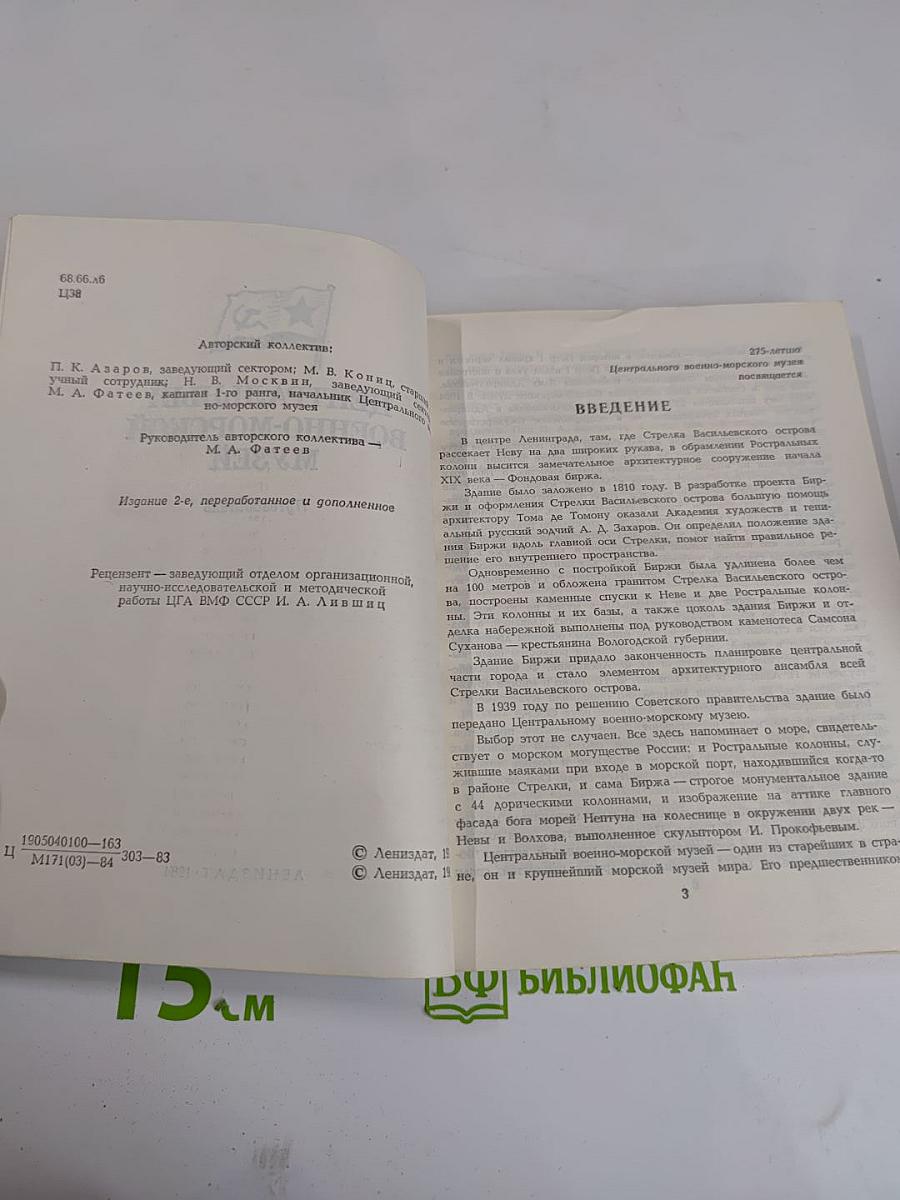 68.66.лб
Ц38
Авторский коллектив:
П. К. Азаров, заведующий сектором; М. В. Кониц,
учный сотрудник; Н. В. Москвин, заведующий
М. А. Фатеев, капитан 1-го ранга, начальник Центрального
но-морского музея
Руководитель авторского коллектива —
М. А. Фатеев
Издание 2-е, переработанное и дополненное
Рецензент — заведующий отделом организационной,
научно-исследовательской и методической
работы ЦГА ВМФ СССР И. А. Лившиц
Ц 1905040100—163
М171(03)—84 303—83
© Лениздат, 19
© Лениздат, 19
275-летию
Центрального военно-морского музея
посвящается
ВВЕДЕНИЕ
В центре Ленинграда, там, где Стрелка Васильевского острова
рассекает Неву на два широких рукава, в обрамлении Ростральных
колонн высится замечательное архитектурное сооружение начала
XIX века — Фондовая биржа.
Здание было заложено в 1810 году. В разработке проекта Бир-
жи и оформления Стрелки Васильевского острова большую помощь
архитектору Тома де Томону оказали Академия художеств и гени-
альный русский зодчий А. Д. Захаров. Он определил положение зда-
ния Биржи вдоль главной оси Стрелки, помог найти правильное ре-
шение его внутреннего пространства.
Одновременно с постройкой Биржи была удлинена более чем
на 100 метров и обложена гранитом Стрелка Васильевского остро-
ва, построены каменные спуски к Неве и две Ростральные колон-
ны. Эти колонны и их базы, а также цоколь здания Биржи и от-
делка набережной выполнены под руководством каменотеса Самсона
Суханова — крестьянина Вологодской губернии.
Здание Биржи придало законченность планировке центральной
части города и стало элементом архитектурного ансамбля всей
Стрелки Васильевского острова.
В 1939 году по решению Советского правительства здание было
передано Центральному военно-морскому музею.
Выбор этот не случаен. Все здесь напоминает о море, свидетель-
ствует о морском могуществе России: и Ростральные колонны, слу-
жившие маяками при входе в морской порт, находившийся когда-то
в районе Стрелки, и сама Биржа — строгое монументальное здание
с 44 дорическими колоннами, и изображение на аттике главного
фасада бога морей Нептуна на колеснице в окружении двух рек —
Невы и Волхова, выполненное скульптором И. Прокофьевым.
Центральный военно-морской музей — один из старейших в стра-
не, он и крупнейший морской музей мира. Его предшественником
3
15 см
БФ БИБЛИОФАН